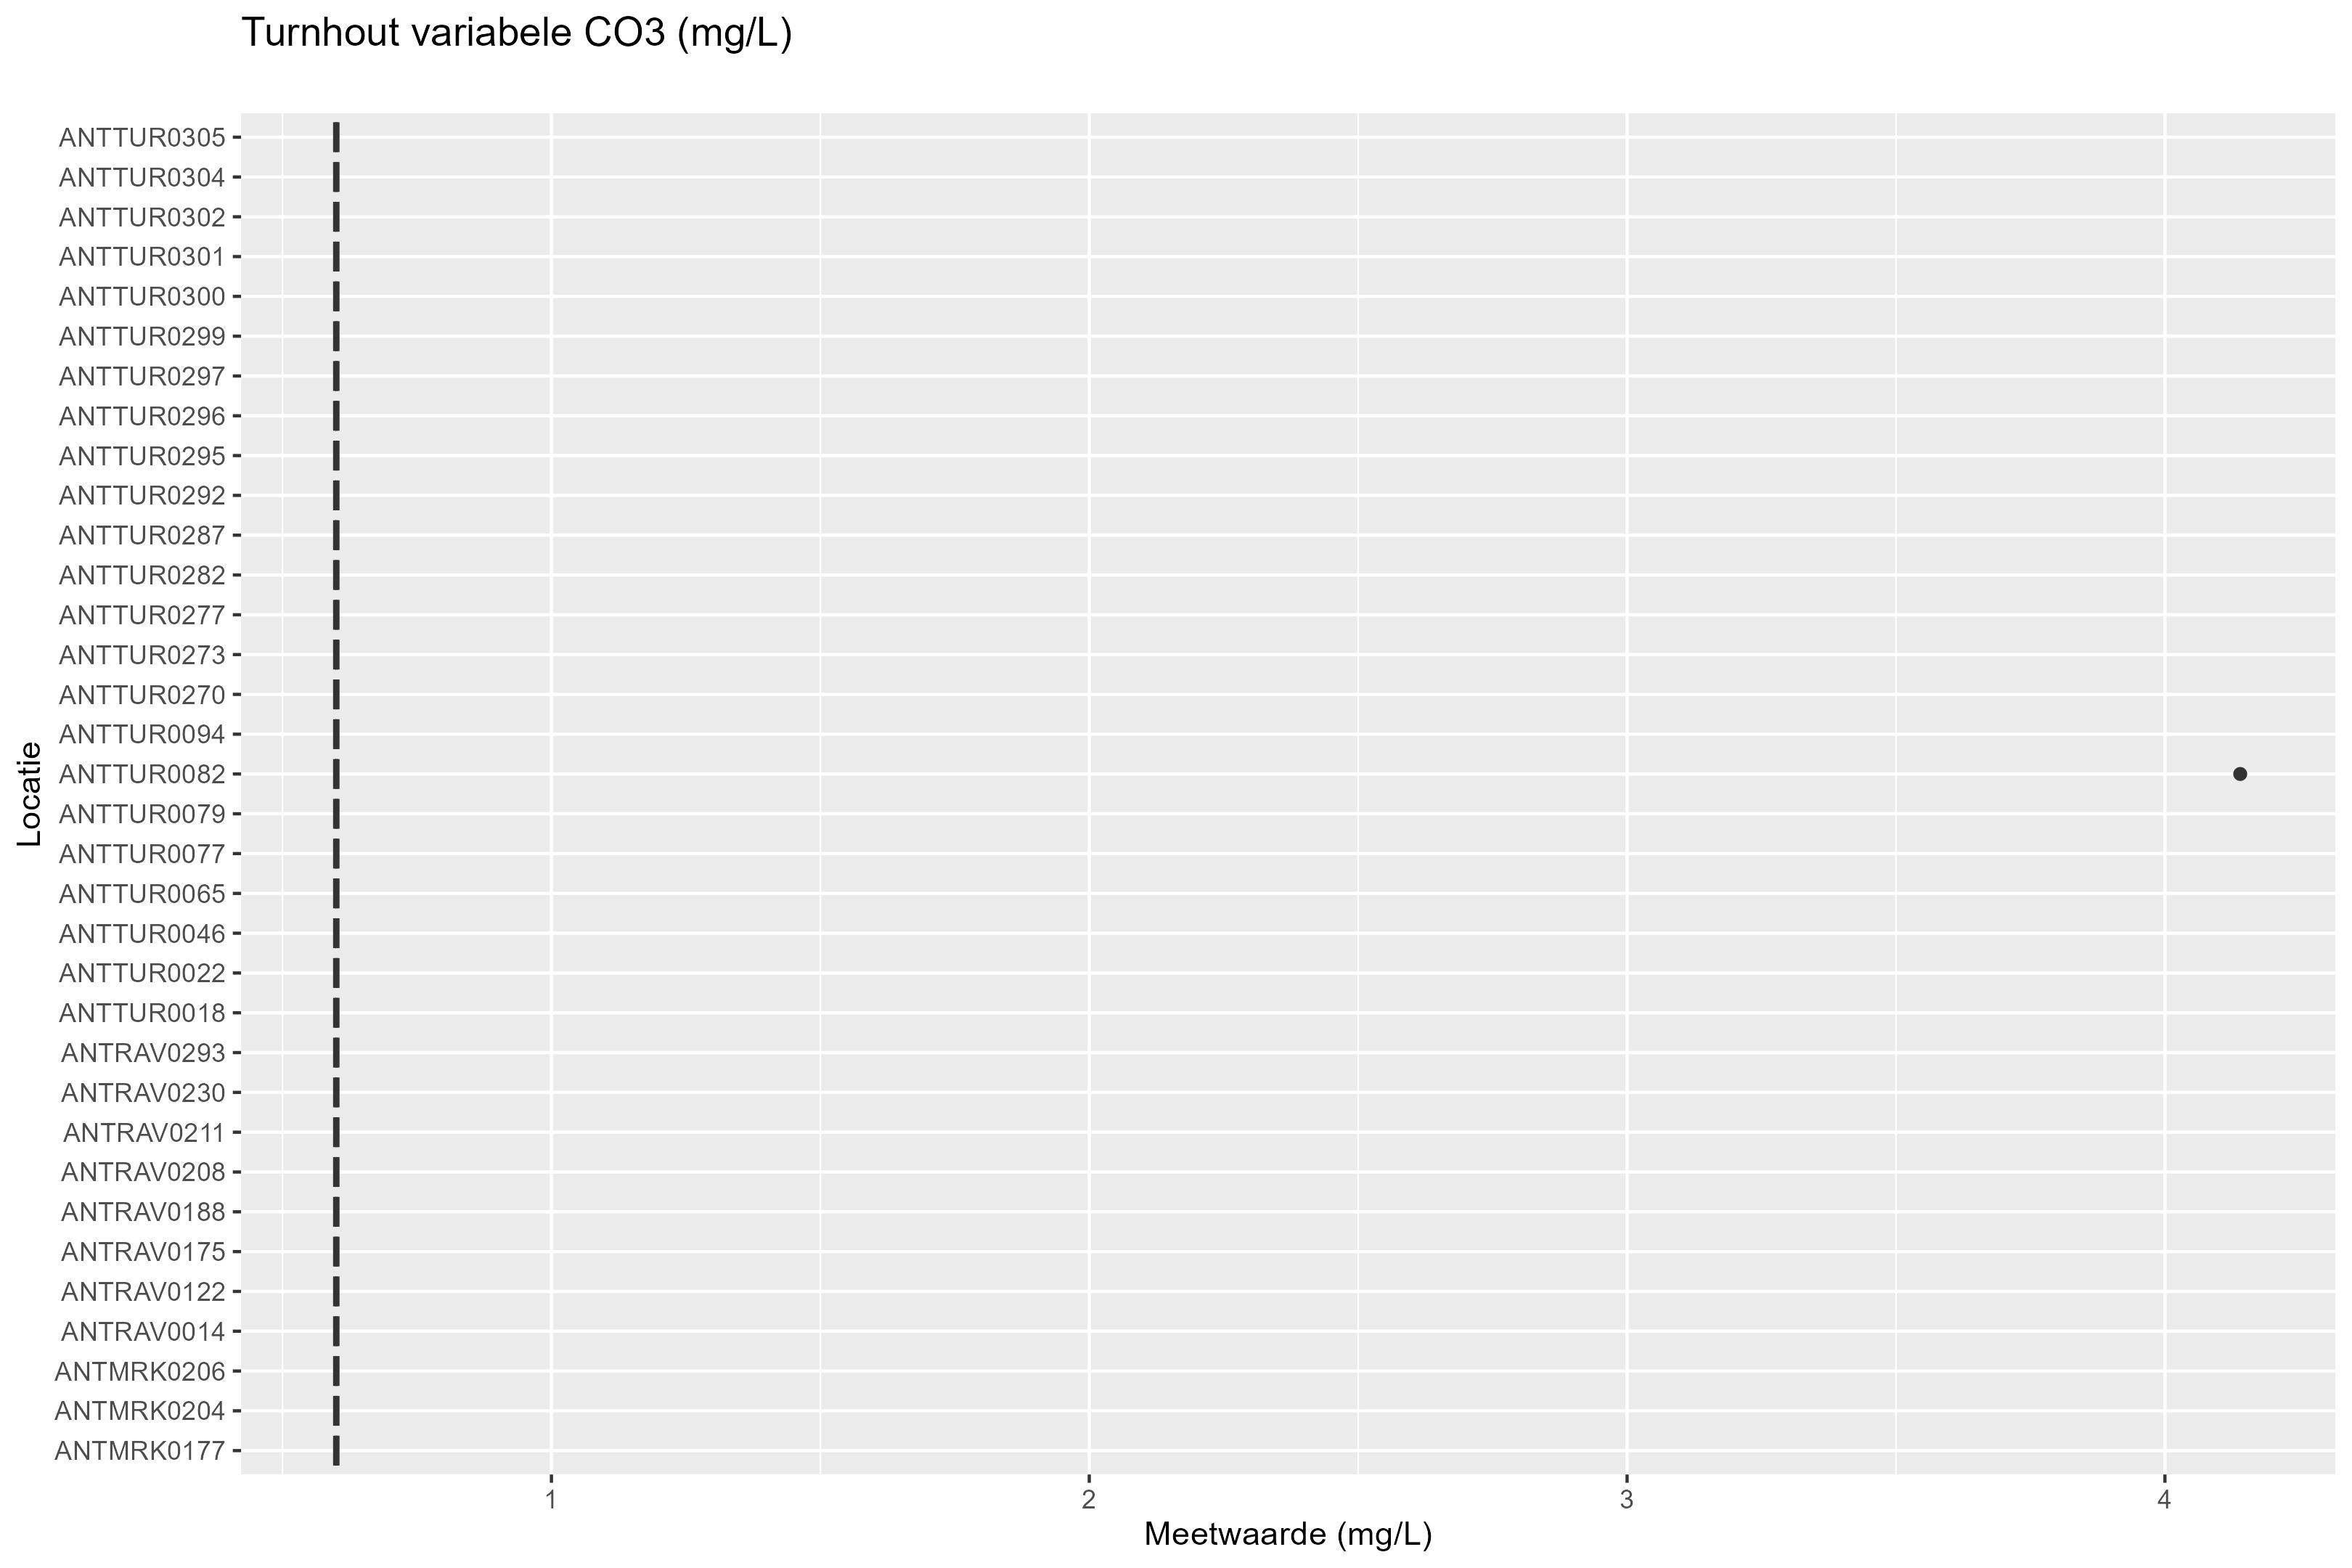 Turnhout variabele CO3 (mg/L)
ANTTUR0305
ANTTUR0304
ANTTUR0302
ANTTUR0301
ANTTUR0300
ANTTUR0299
ANTTUR0297
ANTTUR0296
ANTTUR0295
ANTTUR0292
ANTTUR0287
ANTTUR0282
ANTTUR0277
ANTTUR0273
ANTTUR0270
ANTTUR0094
ANTTUR0082
ANTTUR0079
ANTTUR0077
ANTTUR0065
ANTTUR0046
ANTTUR0022
ANTTUR0018
ANTRAV0293
ANTRAV0230
ANTRAV0211
ANTRAV0208
ANTRAV0188
ANTRAV0175
ANTRAV0122
ANTRAV0014
ANTMRK0206
ANTMRK0204
ANTMRK0177
Locatie
1 2 3 4
Meetwaarde (mg/L)